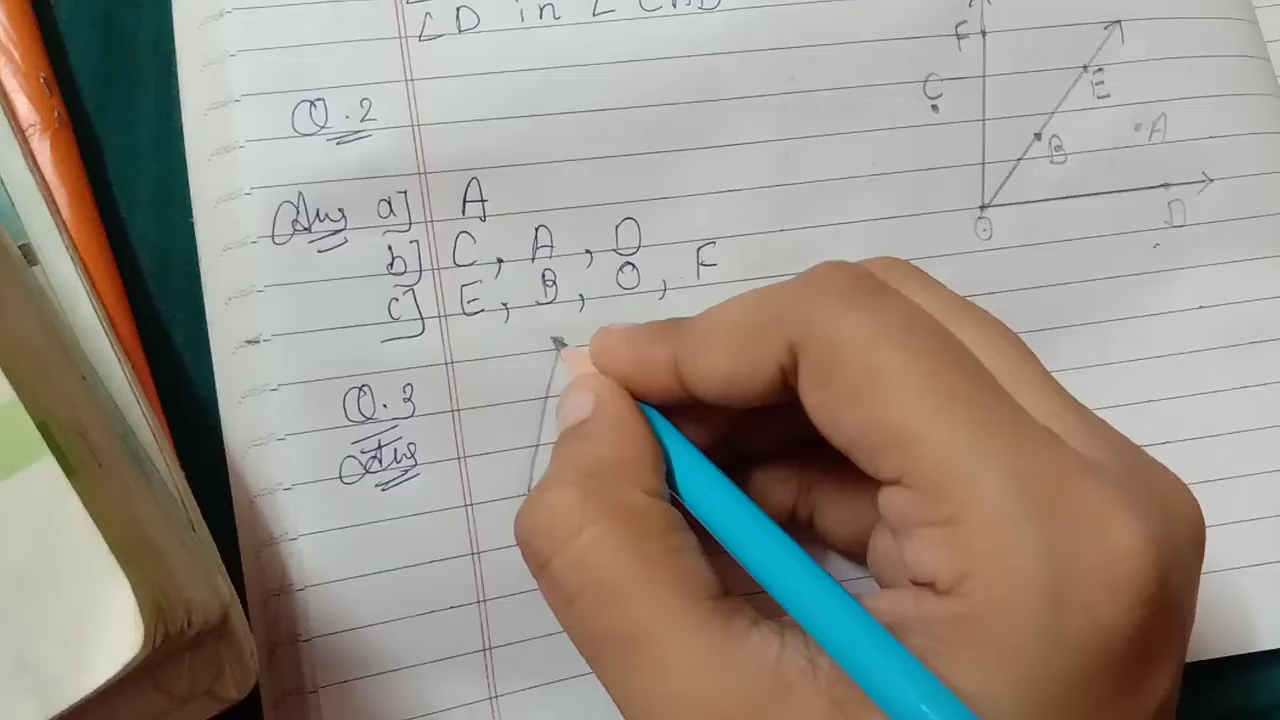 ∠D in ∠
Q.2
Ans a] A
b] C, A, D
c] E, B, O, F
Q.3
Ans
F
E
C
A
B
D
O